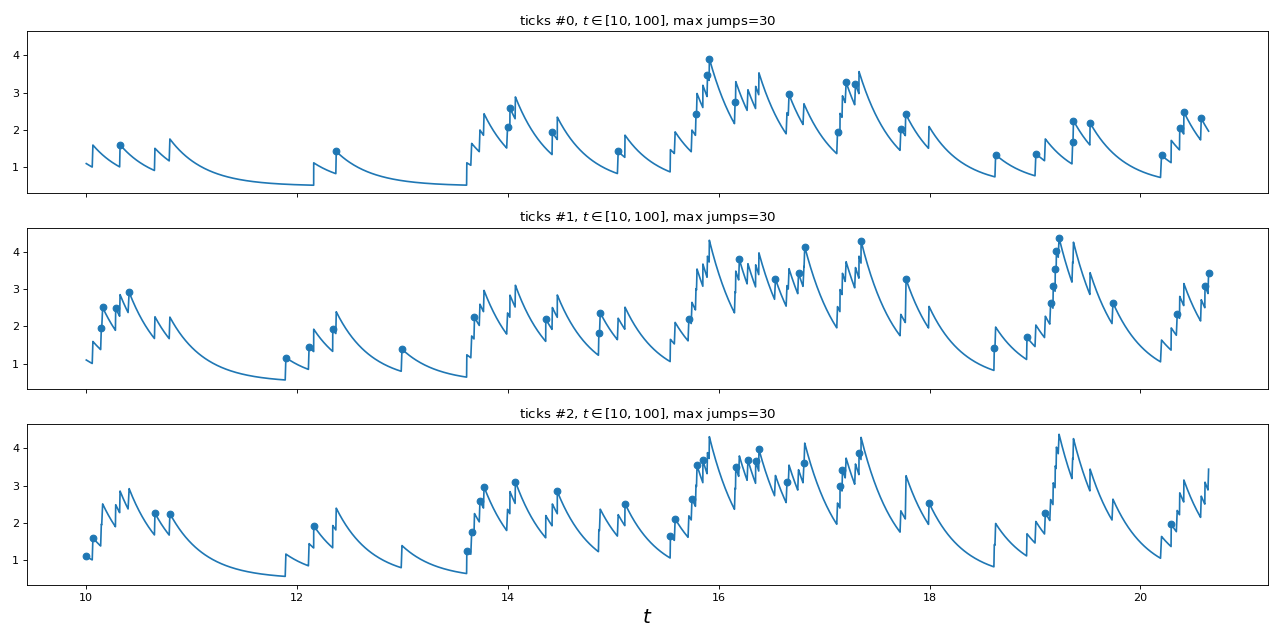 ticks #0, t ∈ [10, 100], max jumps=30
4
3
2
1
ticks #1, t ∈ [10, 100], max jumps=30
4
3
2
1
ticks #2, t ∈ [10, 100], max jumps=30
4
3
2
1
10 12 14 16 18 20
t